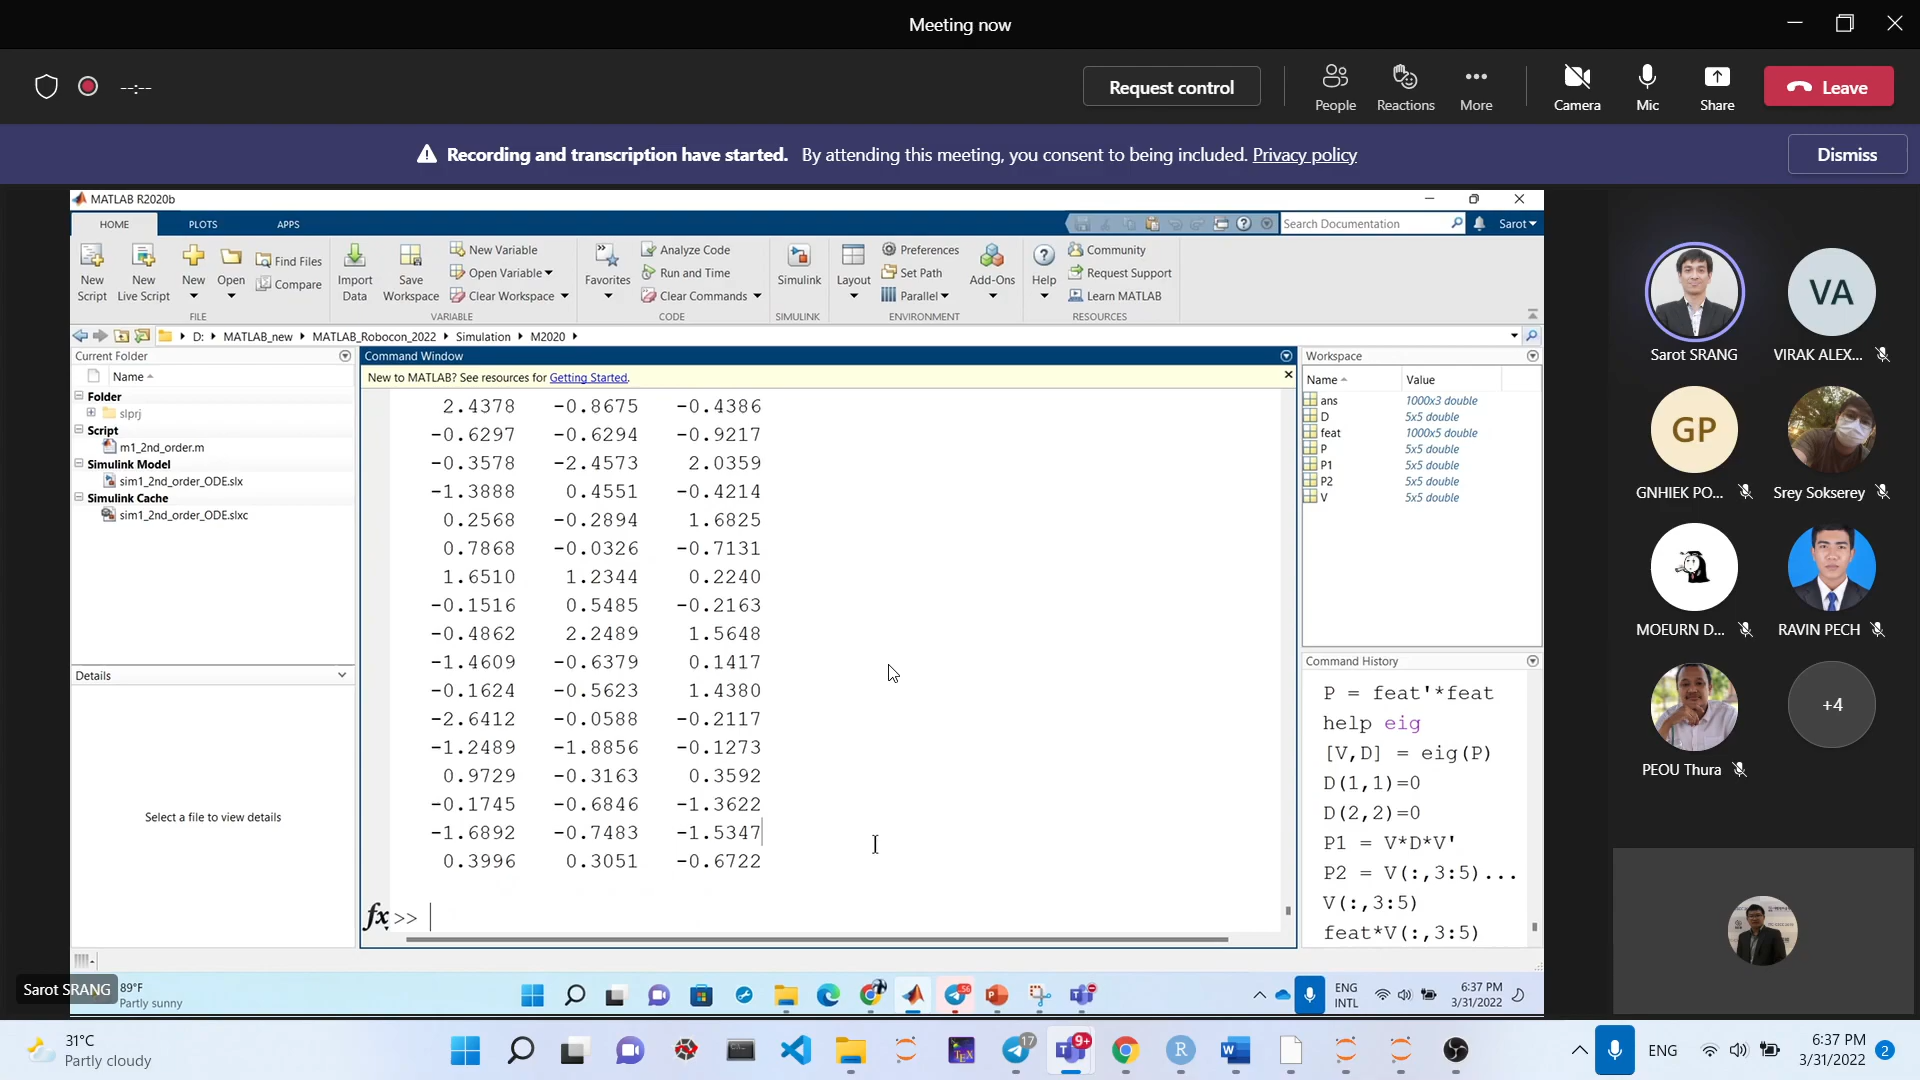 Meeting now
--:--
Request control
People
Reactions
More
Camera
Mic
Share
Leave
Recording and transcription have started. By attending this meeting, you consent to being included. Privacy policy
Dismiss
MATLAB R2020b
HOME PLOTS APPS
Search Documentation
Sarot
New Script
New Live Script
New
Open
Find Files
Compare
Import Data
Save Workspace
New Variable
Open Variable
Clear Workspace
Favorites
Analyze Code
Run and Time
Clear Commands
Simulink
Layout
Preferences
Set Path
Parallel
Add-Ons
Help
Community
Request Support
Learn MATLAB
FILE VARIABLE CODE SIMULINK ENVIRONMENT RESOURCES
D: MATLAB_new MATLAB_Robocon_2022 Simulation M2020
Current Folder
Name
Folder
slprj
Script
m1_2nd_order.m
Simulink Model
sim1_2nd_order_ODE.slx
Simulink Cache
sim1_2nd_order_ODE.slxc
Details
Select a file to view details
Command Window
New to MATLAB? See resources for Getting Started.
2.4378 -0.8675 -0.4386
-0.6297 -0.6294 -0.9217
-0.3578 -2.4573 2.0359
-1.3888 0.4551 -0.4214
0.2568 -0.2894 1.6825
0.7868 -0.0326 -0.7131
1.6510 1.2344 0.2240
-0.1516 0.5485 -0.2163
-0.4862 2.2489 1.5648
-1.4609 -0.6379 0.1417
-0.1624 -0.5623 1.4380
-2.6412 -0.0588 -0.2117
-1.2489 -1.8856 -0.1273
0.9729 -0.3163 0.3592
-0.1745 -0.6846 -1.3622
-1.6892 -0.7483 -1.5347
0.3996 0.3051 -0.6722
fx >>
Workspace
Name Value
ans 1000x3 double
D 5x5 double
feat 1000x5 double
P 5x5 double
P1 5x5 double
P2 5x5 double
V 5x5 double
Command History
P = feat'*feat
help eig
[V,D] = eig(P)
D(1,1)=0
D(2,2)=0
P1 = V*D*V'
P2 = V(:,3:5)...
V(:,3:5)
feat*V(:,3:5)
Sarot SRANG
VA
VIRAK ALEX...
GP
GNHIEK PO...
Srey Sokserey
MOEURN D...
RAVIN PECH
PEOU Thura
+4
Sarot SRANG
89°F
Partly sunny
56
ENG
INTL
6:37 PM
3/31/2022
31°C
Partly cloudy
TEX
17
9+
ENG
6:37 PM
3/31/2022
2